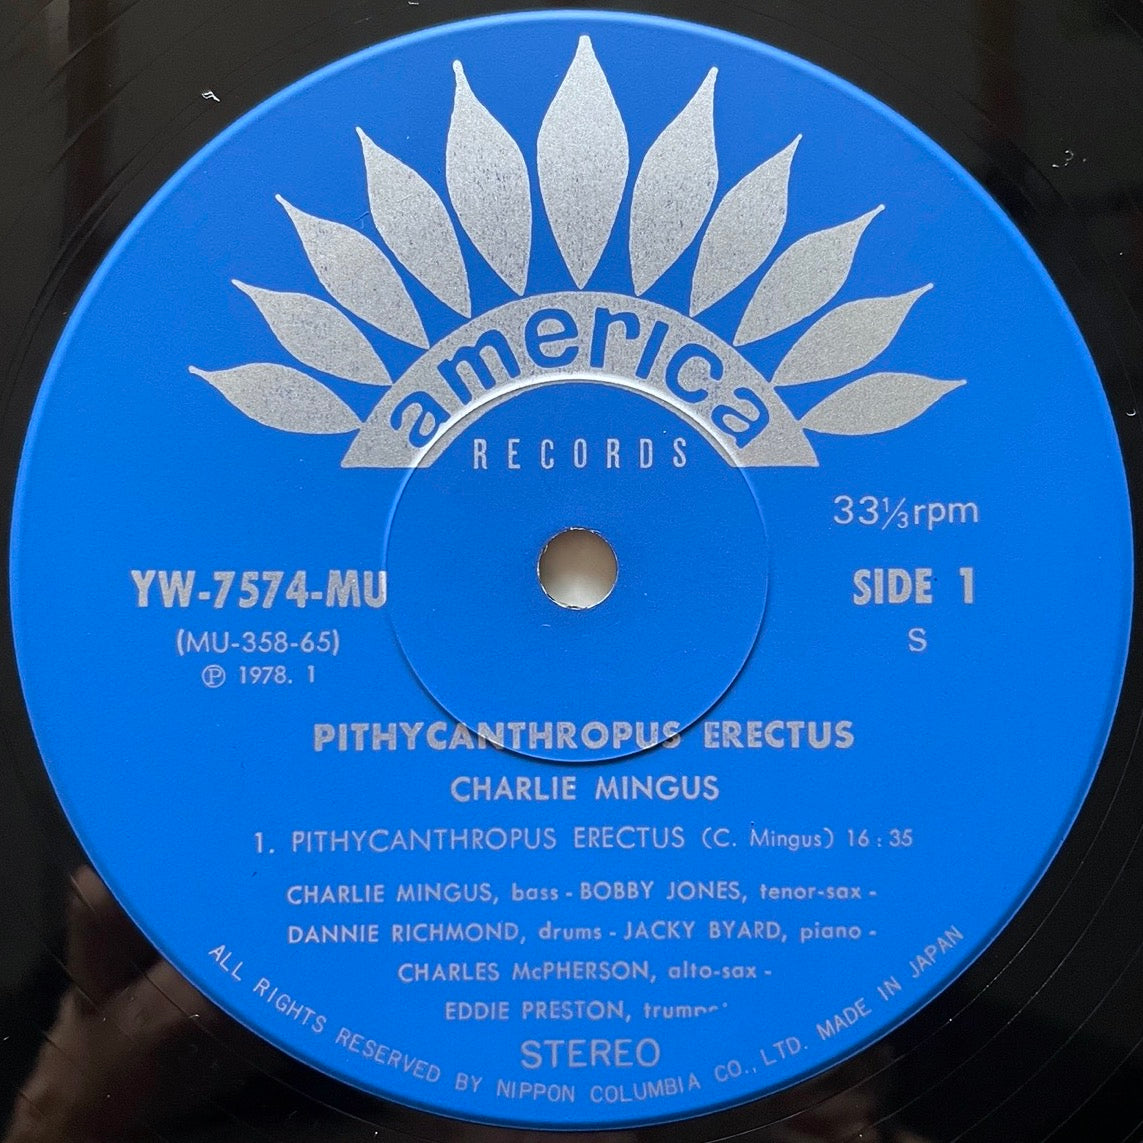 america
RECORDS
33⅓rpm
YW-7574-MU
SIDE 1
(MU-358-65)
S
Ⓟ 1978. 1
PITHYCANTHROPUS ERECTUS
CHARLIE MINGUS
1. PITHYCANTHROPUS ERECTUS (C. Mingus) 16:35
CHARLIE MINGUS, bass - BOBBY JONES, tenor-sax -
DANNIE RICHMOND, drums - JACKY BYARD, piano -
CHARLES McPHERSON, alto-sax -
EDDIE PRESTON,
STEREO
ALL RIGHTS RESERVED BY NIPPON COLUMBIA CO., LTD. MADE IN JAPAN